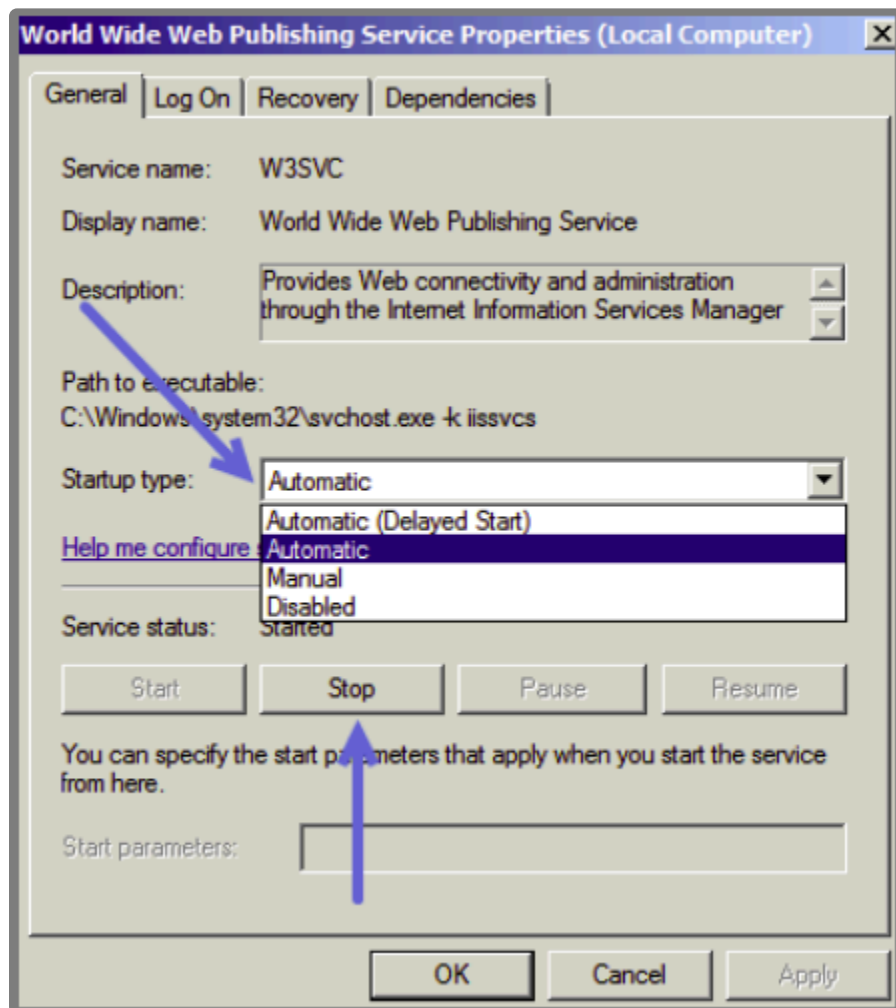 World Wide Web Publishing Service Properties (Local Computer)
General Log On Recovery Dependencies
Service name: W3SVC
Display name: World Wide Web Publishing Service
Description: Provides Web connectivity and administration
through the Internet Information Services Manager
Path to executable:
C:\Windows\system32\svchost.exe -k iissvcs
Startup type: Automatic
Automatic (Delayed Start)
Help me configure Automatic
Manual
Disabled
Service status: Started
Start Stop Pause Resume
You can specify the start parameters that apply when you start the service
from here.
Start parameters:
OK Cancel Apply